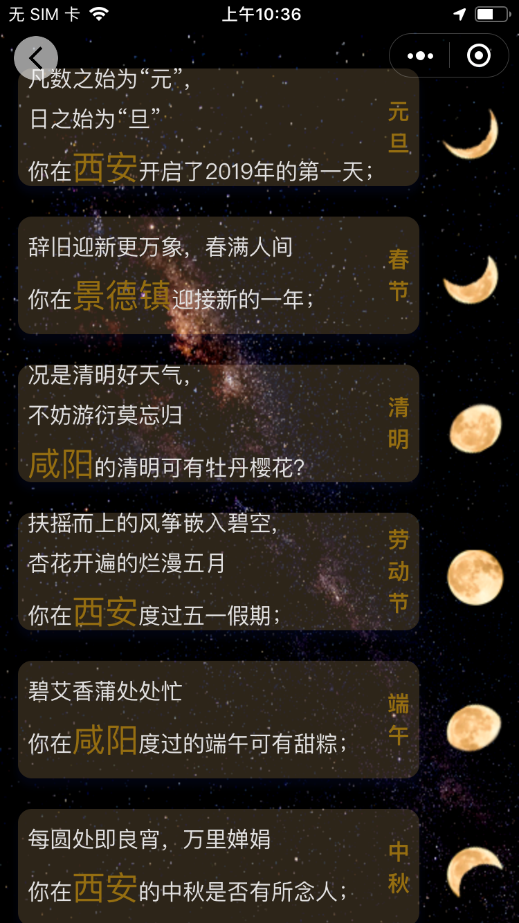 无 SIM 卡
上午10:36
凡数之始为“元”，
日之始为“旦”
你在西安开启了2019年的第一天；
元旦
辞旧迎新更万象，春满人间
你在景德镇迎接新的一年；
春节
况是清明好天气，
不妨游衍莫忘归
咸阳的清明可有牡丹樱花？
清明
扶摇而上的风筝嵌入碧空，
杏花开遍的烂漫五月
你在西安度过五一假期；
劳动节
碧艾香蒲处处忙
你在咸阳度过的端午可有甜粽；
端午
每圆处即良宵，万里婵娟
你在西安的中秋是否有所念人；
中秋